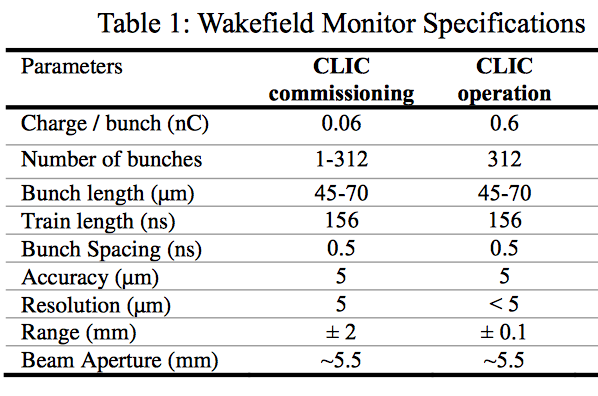 Table 1: Wakefield Monitor Specifications
Parameters CLIC commissioning CLIC operation
Charge / bunch (nC) 0.06 0.6
Number of bunches 1-312 312
Bunch length (µm) 45-70 45-70
Train length (ns) 156 156
Bunch Spacing (ns) 0.5 0.5
Accuracy (µm) 5 5
Resolution (µm) 5 < 5
Range (mm) ± 2 ± 0.1
Beam Aperture (mm) ~5.5 ~5.5